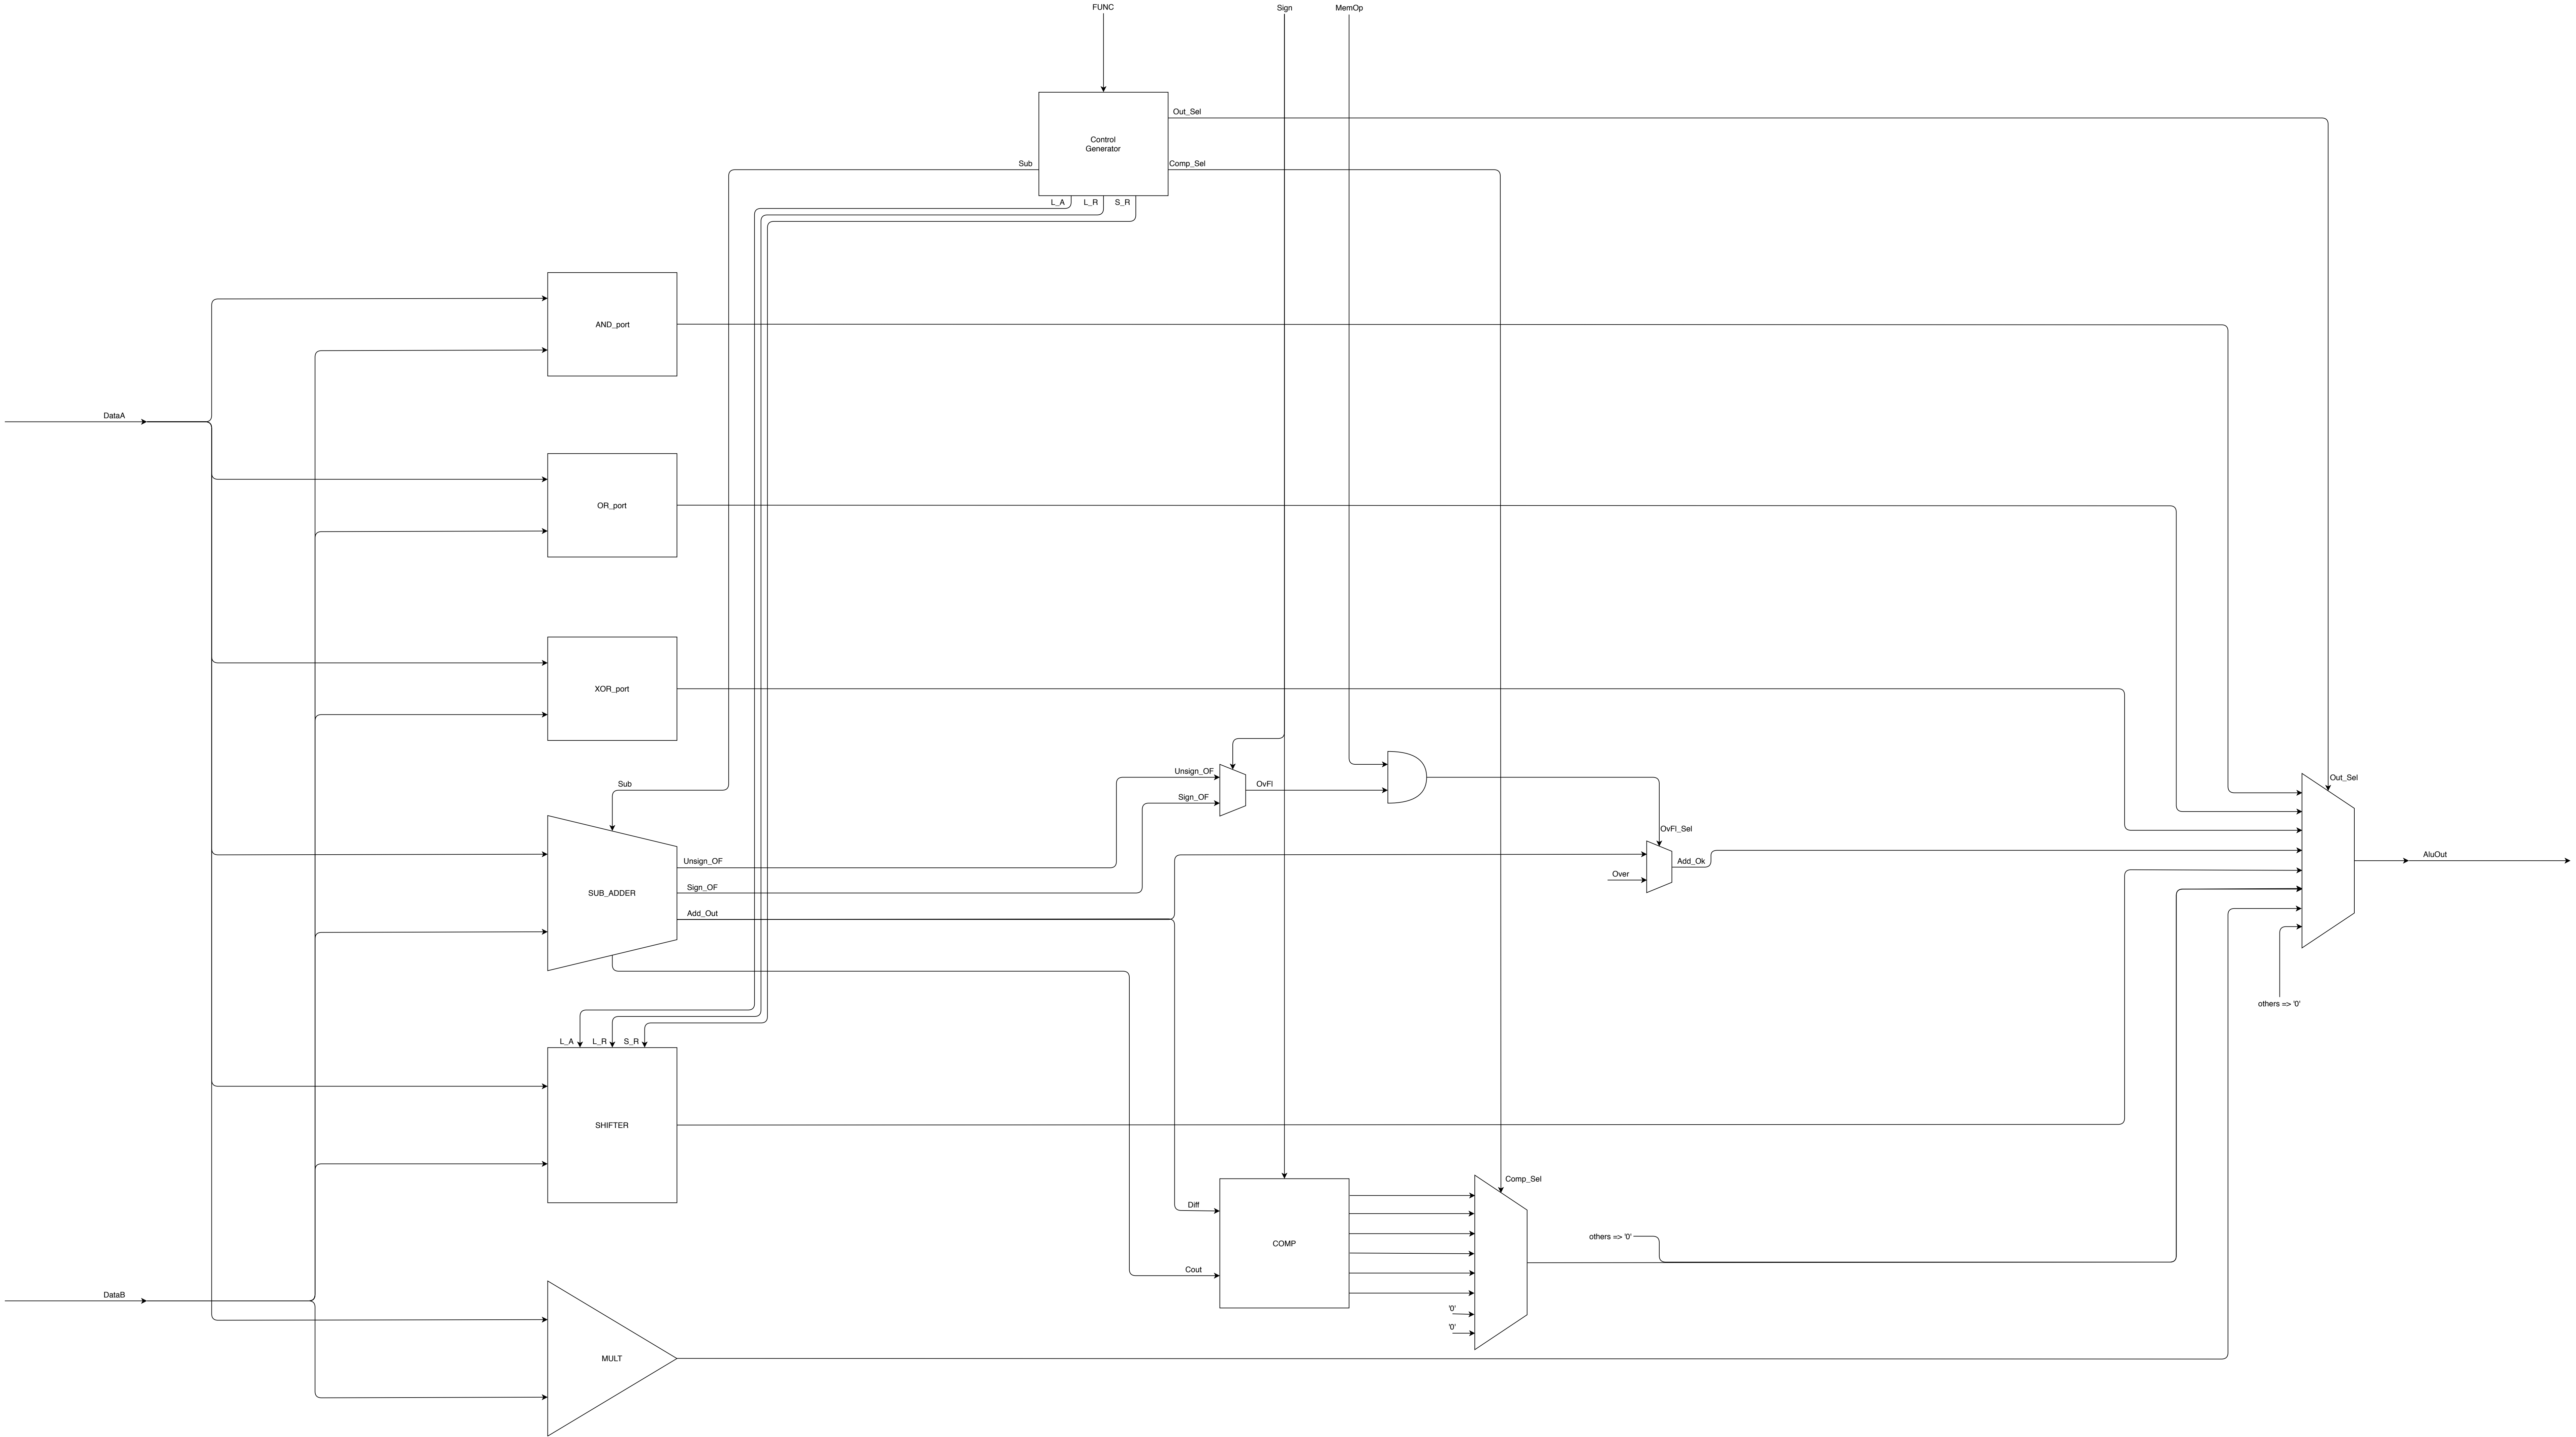 FUNC
Sign
MemOp
Out_Sel
Control
Generator
Sub
Comp_Sel
L_A
L_R
S_R
AND_port
DataA
OR_port
XOR_port
Unsign_OF
Out_Sel
Sub
OvFl
Sign_OF
OvFl_Sel
AluOut
Unsign_OF
Add_Ok
Over
Sign_OF
SUB_ADDER
Add_Out
others => '0'
L_A
L_R
S_R
SHIFTER
Comp_Sel
Diff
others => '0'
COMP
Cout
DataB
'0'
'0'
MULT